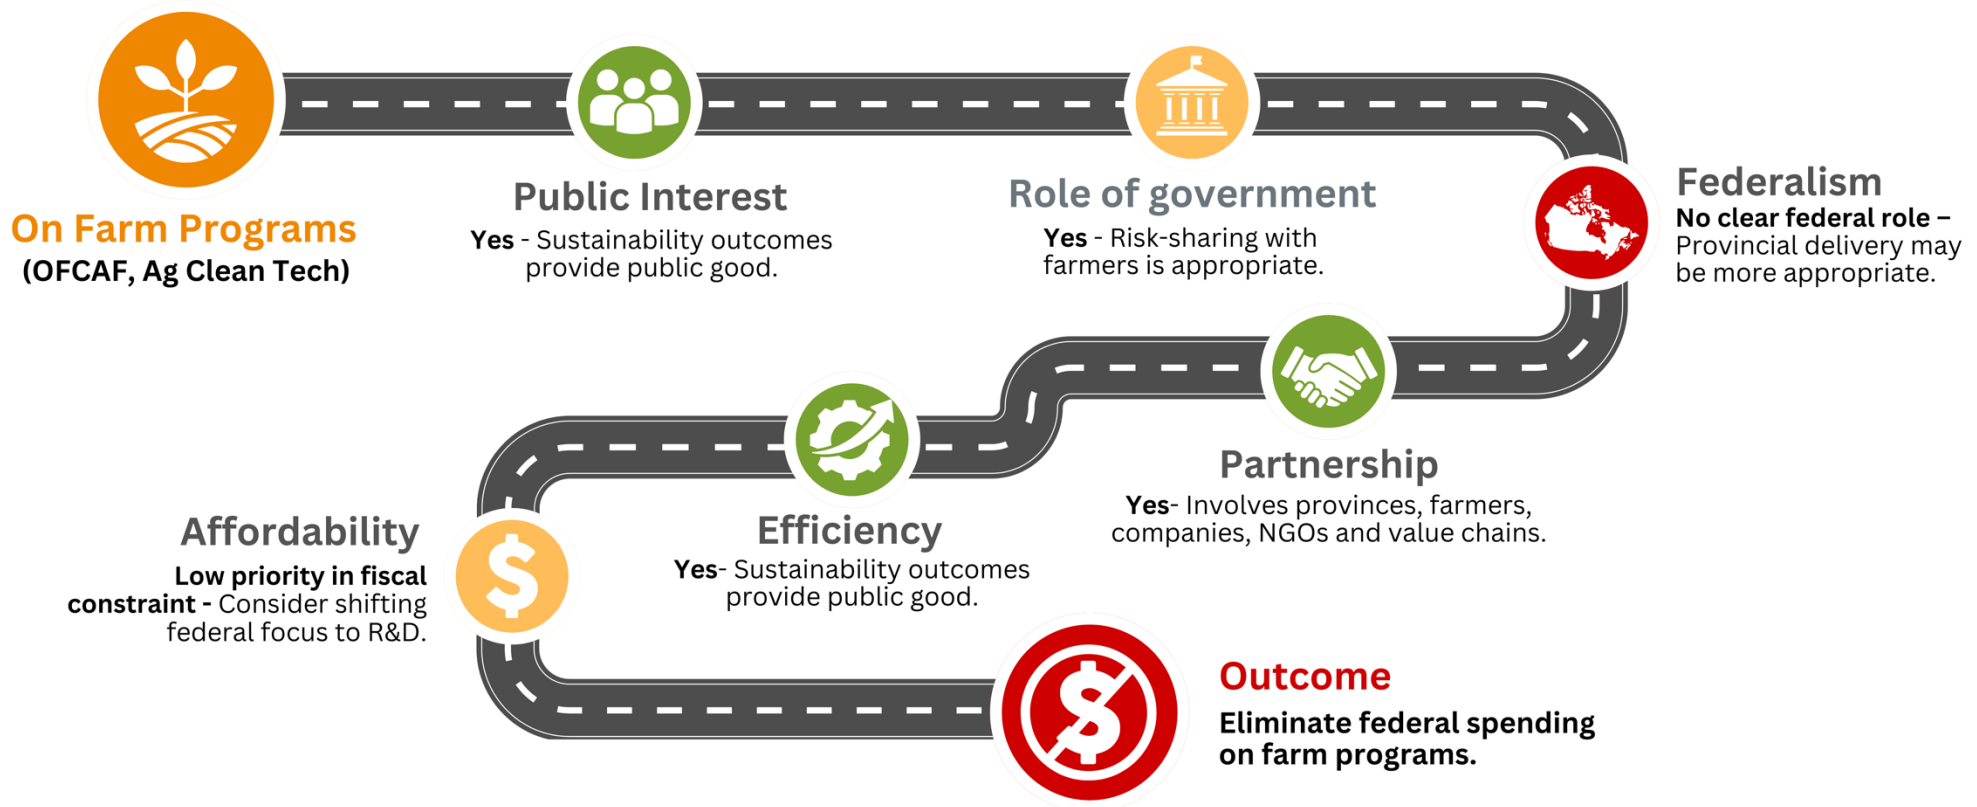 On Farm Programs
(OFCAF, Ag Clean Tech)
Public Interest
Yes - Sustainability outcomes
provide public good.
Role of government
Yes - Risk-sharing with
farmers is appropriate.
Federalism
No clear federal role –
Provincial delivery may
be more appropriate.
Partnership
Yes- Involves provinces, farmers,
companies, NGOs and value chains.
Efficiency
Yes- Sustainability outcomes
provide public good.
Affordability
Low priority in fiscal
constraint - Consider shifting
federal focus to R&D.
Outcome
Eliminate federal spending
on farm programs.